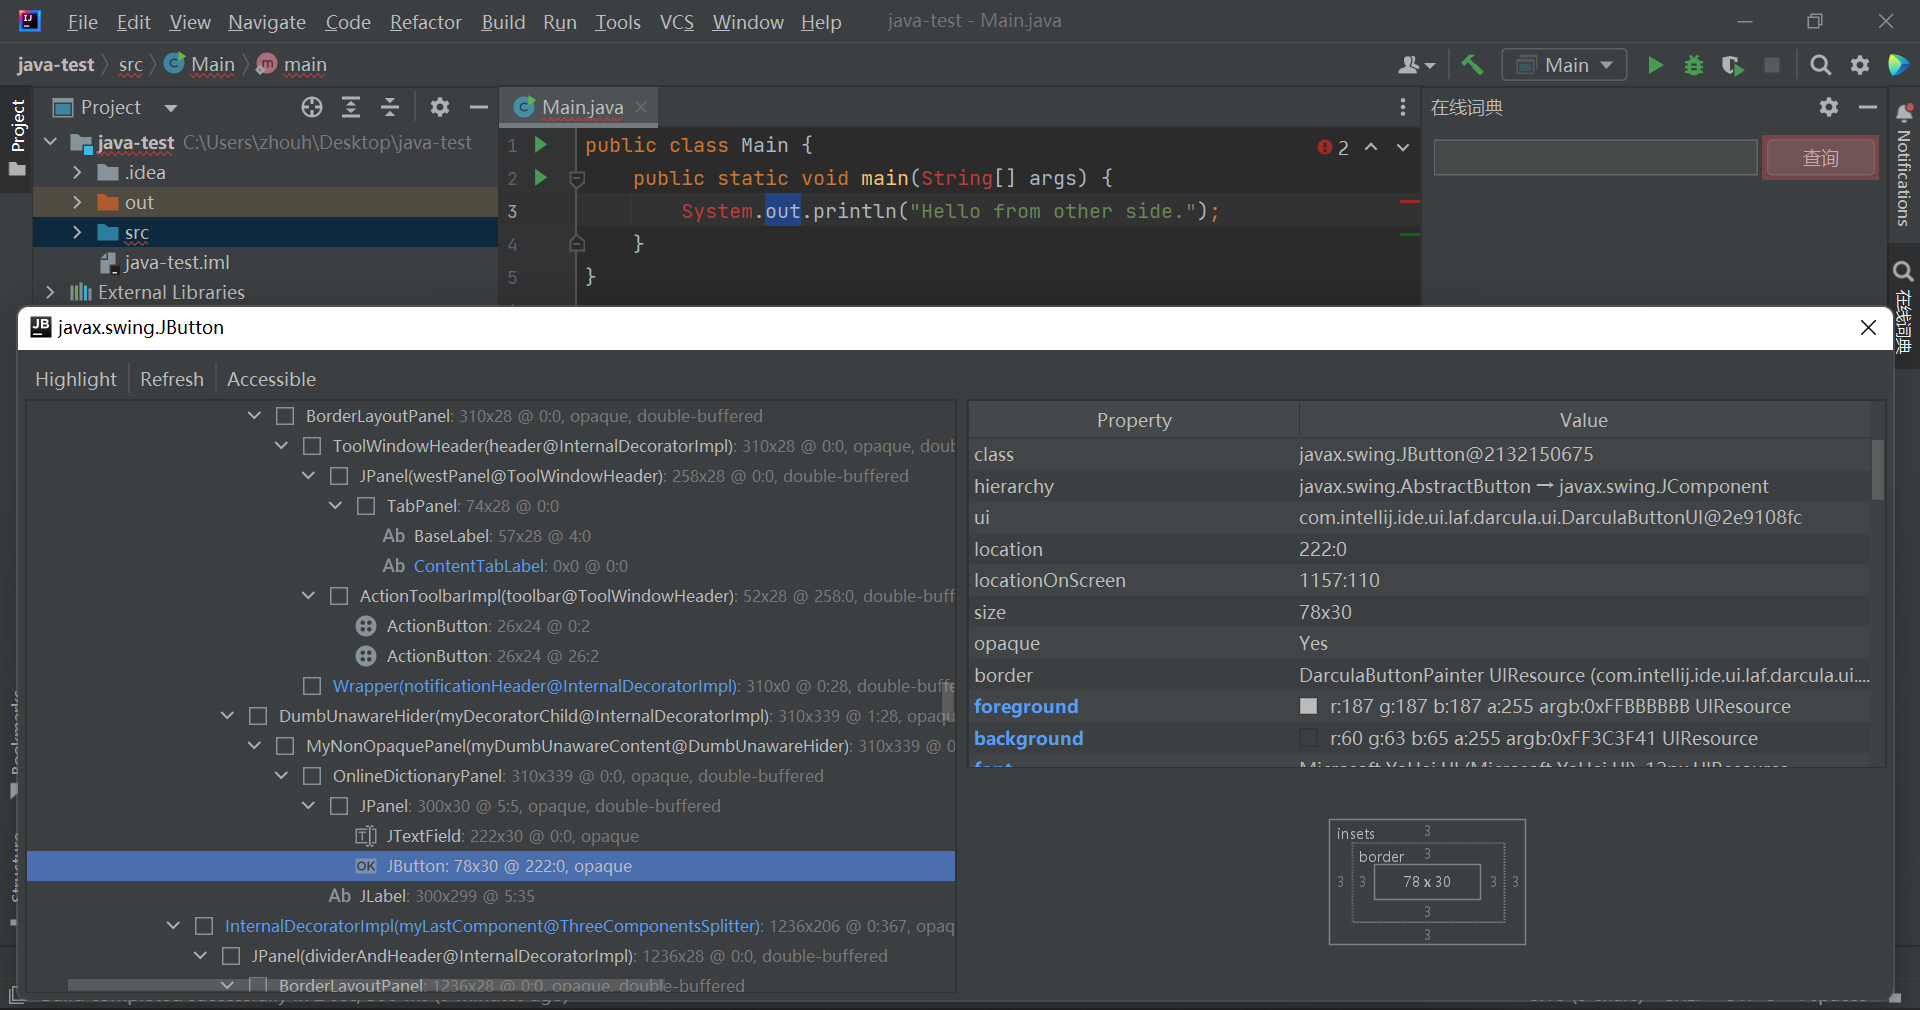 File Edit View Navigate Code Refactor Build Run Tools VCS Window Help java-test - Main.java
java-test src Main main
Main
Project
Project
java-test C:\Users\zhouh\Desktop\java-test
.idea
out
src
java-test.iml
External Libraries
Main.java
1 public class Main {
2 public static void main(String[] args) {
3 System.out.println("Hello from other side.");
4 }
5 }
2
在线词典
查询
Notifications
在线词典
javax.swing.JButton
Highlight Refresh Accessible
BorderLayoutPanel: 310x28 @ 0:0, opaque, double-buffered
ToolWindowHeader(header@InternalDecoratorImpl): 310x28 @ 0:0, opaque, doub
JPanel(westPanel@ToolWindowHeader): 258x28 @ 0:0, double-buffered
TabPanel: 74x28 @ 0:0
Ab BaseLabel: 57x28 @ 4:0
Ab ContentTabLabel: 0x0 @ 0:0
ActionToolbarImpl(toolbar@ToolWindowHeader): 52x28 @ 258:0, double-buff
ActionButton: 26x24 @ 0:2
ActionButton: 26x24 @ 26:2
Wrapper(notificationHeader@InternalDecoratorImpl): 310x0 @ 0:28, double-buffe
DumbUnawareHider(myDecoratorChild@InternalDecoratorImpl): 310x339 @ 1:28, opaqu
MyNonOpaquePanel(myDumbUnawareContent@DumbUnawareHider): 310x339 @ 0
OnlineDictionaryPanel: 310x339 @ 0:0, opaque, double-buffered
JPanel: 300x30 @ 5:5, opaque, double-buffered
JTextField: 222x30 @ 0:0, opaque
OK JButton: 78x30 @ 222:0, opaque
Ab JLabel: 300x299 @ 5:35
InternalDecoratorImpl(myLastComponent@ThreeComponentsSplitter): 1236x206 @ 0:367, opaq
JPanel(dividerAndHeader@InternalDecoratorImpl): 1236x28 @ 0:0, double-buffered
BorderLayoutPanel: 1236x28 @ 0:0, opaque, double-buffered
Property Value
class javax.swing.JButton@2132150675
hierarchy javax.swing.AbstractButton → javax.swing.JComponent
ui com.intellij.ide.ui.laf.darcula.ui.DarculaButtonUI@2e9108fc
location 222:0
locationOnScreen 1157:110
size 78x30
opaque Yes
border DarculaButtonPainter UIResource (com.intellij.ide.ui.laf.darcula.ui....
foreground r:187 g:187 b:187 a:255 argb:0xFFBBBBBB UIResource
background r:60 g:63 b:65 a:255 argb:0xFF3C3F41 UIResource
insets 3
border 3
3 3 78 x 30 3 3
3
3